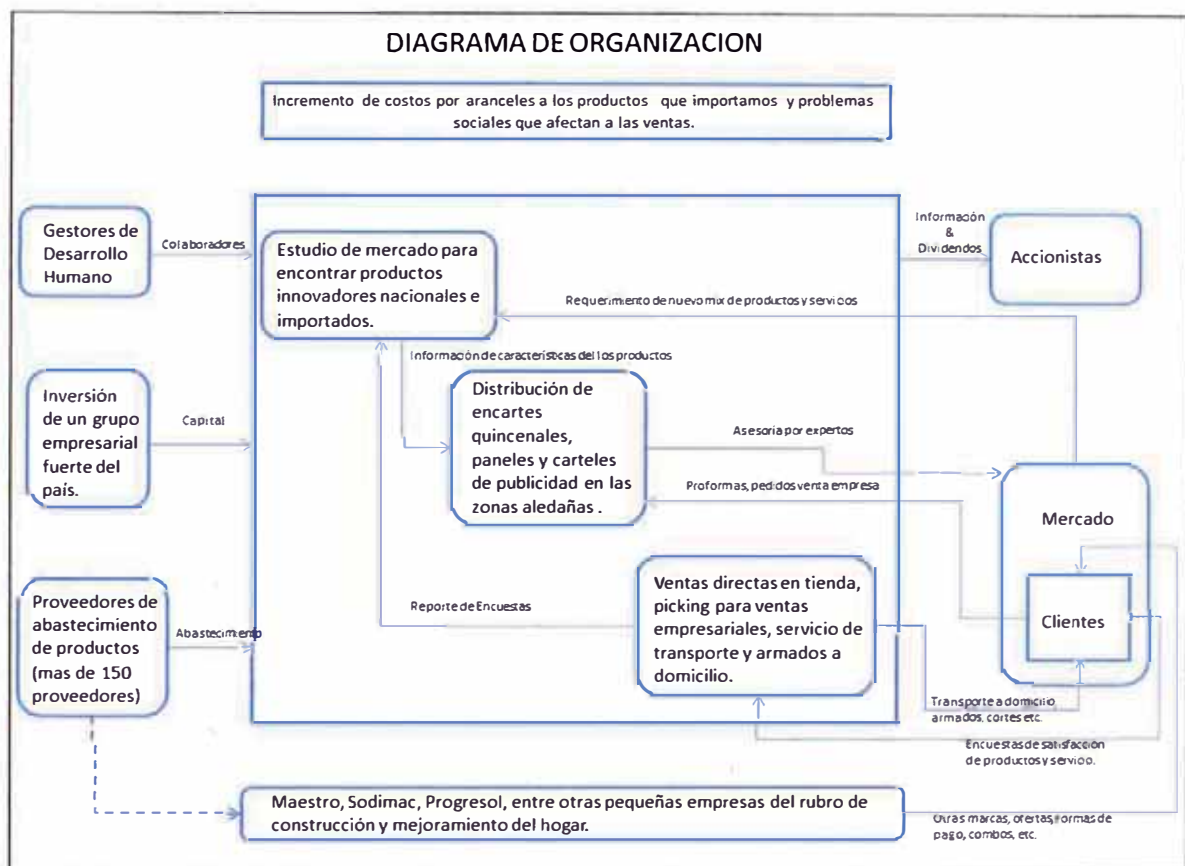 DIAGRAMA DE ORGANIZACION
Incremento de costos por aranceles a los productos que importamos y problemas
sociales que afectan a las ventas.
Gestores de
Desarrollo
Humano
Colaboradores
Estudio de mercado para
encontrar productos
innovadores nacionales e
importados.
Información
&
Dividendos
Accionistas
Requerimiento de nuevo mix de productos y servicios
Información de características del los productos
Inversión
de un grupo
empresarial
fuerte del
país.
Capital
Distribución de
encartes
quincenales,
paneles y carteles
de publicidad en las
zonas aledañas .
Asesoria por expertos
Proformas, pedidos venta empresa
Mercado
Clientes
Proveedores de
abastecimiento
de productos
(mas de 150
proveedores)
Abastecimiento
Reporte de Encuestas
Ventas directas en tienda,
picking para ventas
empresariales, servicio de
transporte y armados a
domicilio.
Transporte a domicilio
armados, cortes etc.
Encuestas de satisfacción
de productos y servicio.
Maestro, Sodimac, Progresol, entre otras pequeñas empresas del rubro de
construcción y mejoramiento del hogar.
Otras marcas, ofertas, formas de
pago, combos, etc.